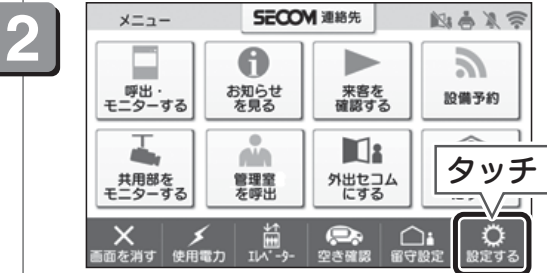 2
メニュー
SECOM 連絡先
呼出・
モニターする
お知らせ
を見る
来客を
確認する
設備予約
共用部を
モニターする
管理室
を呼出
外出セコム
にする
タッチ
画面を消す
使用電力
エレベーター
空き確認
留守設定
設定する